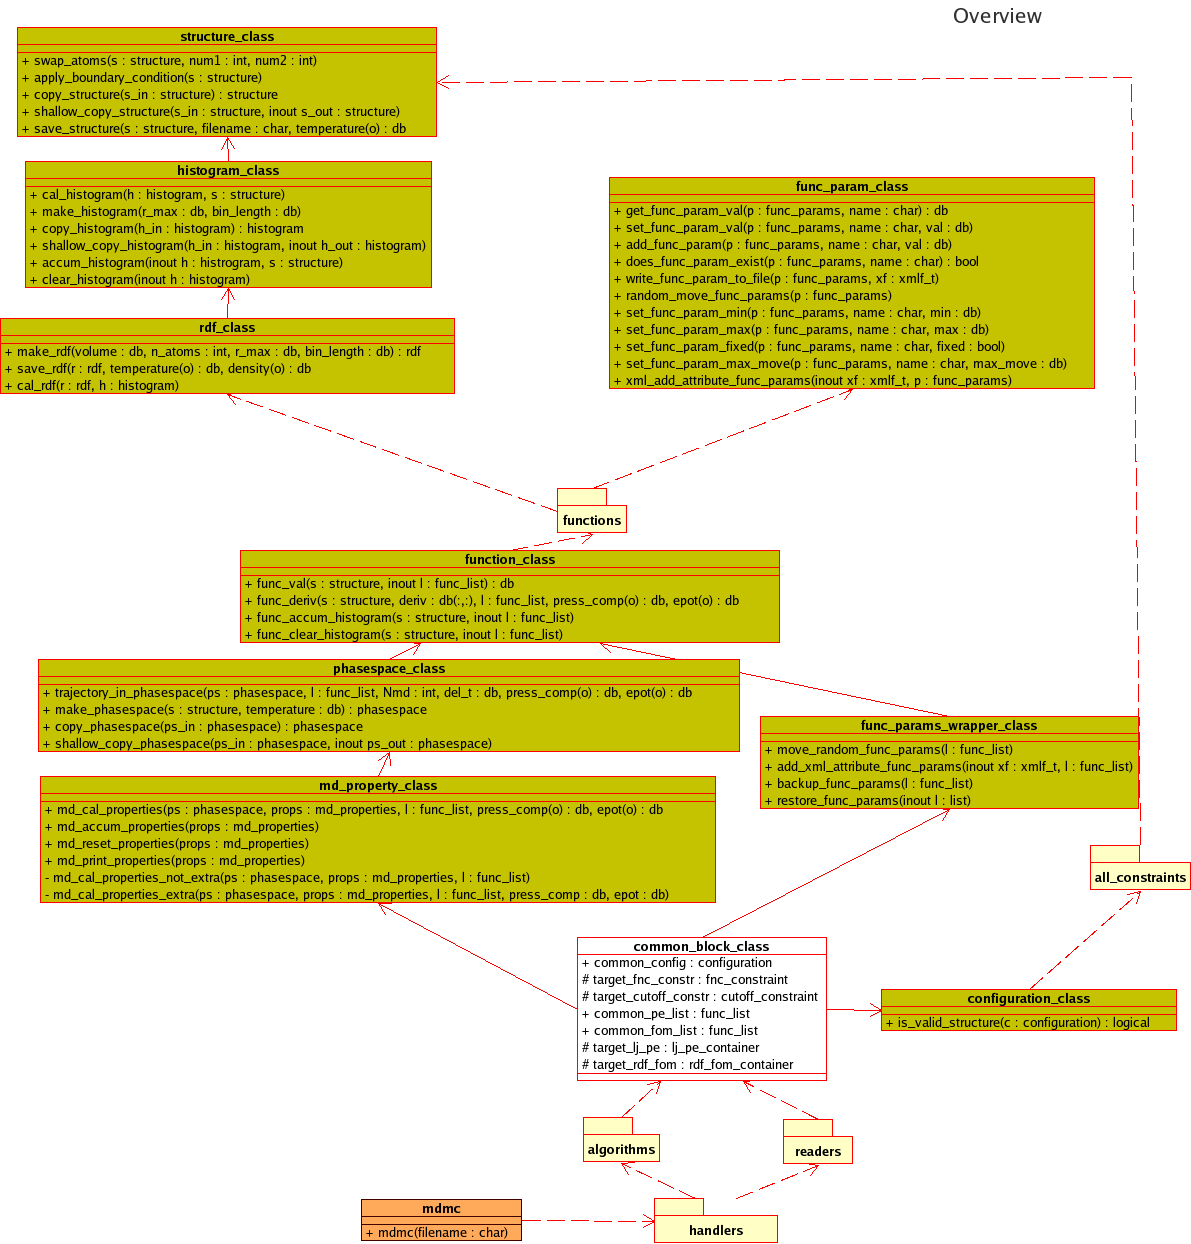 Overview
structure_class
+ swap_atoms(s : structure, num1 : int, num2 : int)
+ apply_boundary_condition(s : structure)
+ copy_structure(s_in : structure) : structure
+ shallow_copy_structure(s_in : structure, inout s_out : structure)
+ save_structure(s : structure, filename : char, temperature(o) : db
histogram_class
+ cal_histogram(h : histogram, s : structure)
+ make_histogram(r_max : db, bin_length : db)
+ copy_histogram(h_in : histogram) : histogram
+ shallow_copy_histogram(h_in : histogram, inout h_out : histogram)
+ accum_histogram(inout h : histrogram, s : structure)
+ clear_histogram(inout h : histogram)
func_param_class
+ get_func_param_val(p : func_params, name : char) : db
+ set_func_param_val(p : func_params, name : char, val : db)
+ add_func_param(p : func_params, name : char, val : db)
+ does_func_param_exist(p : func_params, name : char) : bool
+ write_func_param_to_file(p : func_params, xf : xmlf_t)
+ random_move_func_params(p : func_params)
+ set_func_param_min(p : func_params, name : char, min : db)
+ set_func_param_max(p : func_params, name : char, max : db)
+ set_func_param_fixed(p : func_params, name : char, fixed : bool)
+ set_func_param_max_move(p : func_params, name : char, max_move : db)
+ xml_add_attribute_func_params(inout xf : xmlf_t, p : func_params)
rdf_class
+ make_rdf(volume : db, n_atoms : int, r_max : db, bin_length : db) : rdf
+ save_rdf(r : rdf, temperature(o) : db, density(o) : db
+ cal_rdf(r : rdf, h : histogram)
functions
function_class
+ func_val(s : structure, inout l : func_list) : db
+ func_deriv(s : structure, deriv : db(:,:), l : func_list, press_comp(o) : db, epot(o) : db
+ func_accum_histogram(s : structure, inout l : func_list)
+ func_clear_histogram(s : structure, inout l : func_list)
phasespace_class
+ trajectory_in_phasespace(ps : phasespace, l : func_list, Nmd : int, del_t : db, press_comp(o) : db, epot(o) : db
+ make_phasespace(s : structure, temperature : db) : phasespace
+ copy_phasespace(ps_in : phasespace) : phasespace
+ shallow_copy_phasespace(ps_in : phasespace, inout ps_out : phasespace)
func_params_wrapper_class
+ move_random_func_params(l : func_list)
+ add_xml_attribute_func_params(inout xf : xmlf_t, l : func_list)
+ backup_func_params(l : func_list)
+ restore_func_params(inout l : list)
md_property_class
+ md_cal_properties(ps : phasespace, props : md_properties, l : func_list, press_comp(o) : db, epot(o) : db
+ md_accum_properties(props : md_properties)
+ md_reset_properties(props : md_properties)
+ md_print_properties(props : md_properties)
- md_cal_properties_not_extra(ps : phasespace, props : md_properties, l : func_list)
- md_cal_properties_extra(ps : phasespace, props : md_properties, l : func_list, press_comp : db, epot : db)
all_constraints
common_block_class
+ common_config : configuration
# target_fnc_constr : fnc_constraint
# target_cutoff_constr : cutoff_constraint
+ common_pe_list : func_list
+ common_fom_list : func_list
# target_lj_pe : lj_pe_container
# target_rdf_fom : rdf_fom_container
configuration_class
+ is_valid_structure(c : configuration) : logical
algorithms
readers
mdmc
+ mdmc(filename : char)
handlers